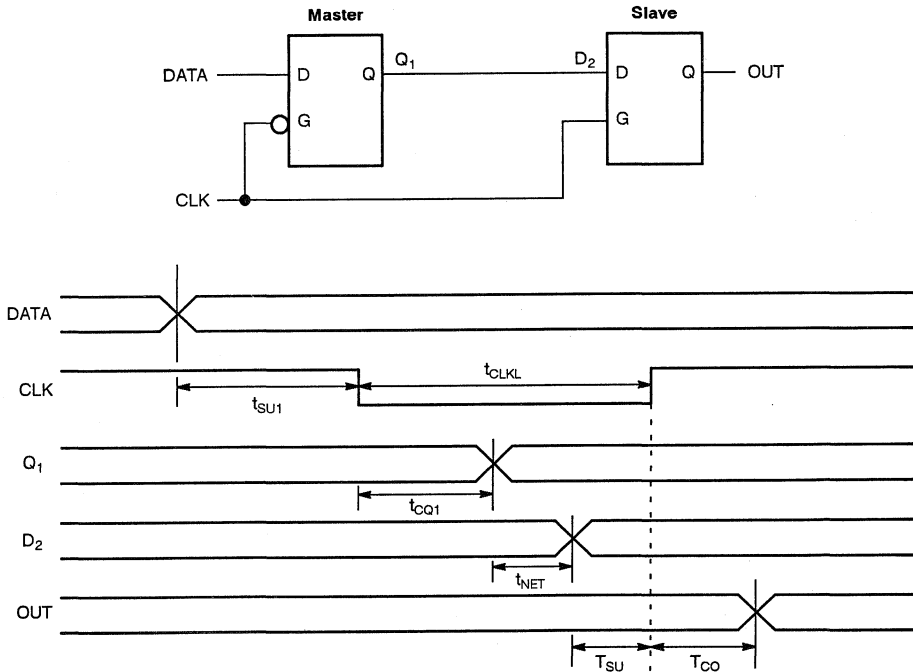 Master
Slave
DATA
D
Q
Q1
D2
D
Q
OUT
G
G
CLK
DATA
CLK
tCLKL
tSU1
Q1
tCQ1
D2
tNET
OUT
TSU
TCO